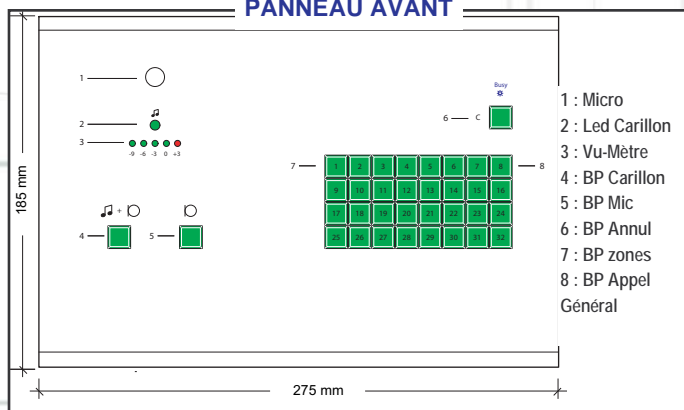 PANNEAU AVANT
1
2
3
-9 -6 -3 0 +3
Busy
6 C
7 8
1 2 3 4 5 6 7 8
9 10 11 12 13 14 15 16
17 18 19 20 21 22 23 24
25 26 27 28 29 30 31 32
+
4 5
185 mm
275 mm
1 : Micro
2 : Led Carillon
3 : Vu-Mètre
4 : BP Carillon
5 : BP Mic
6 : BP Annul
7 : BP zones
8 : BP Appel
Général